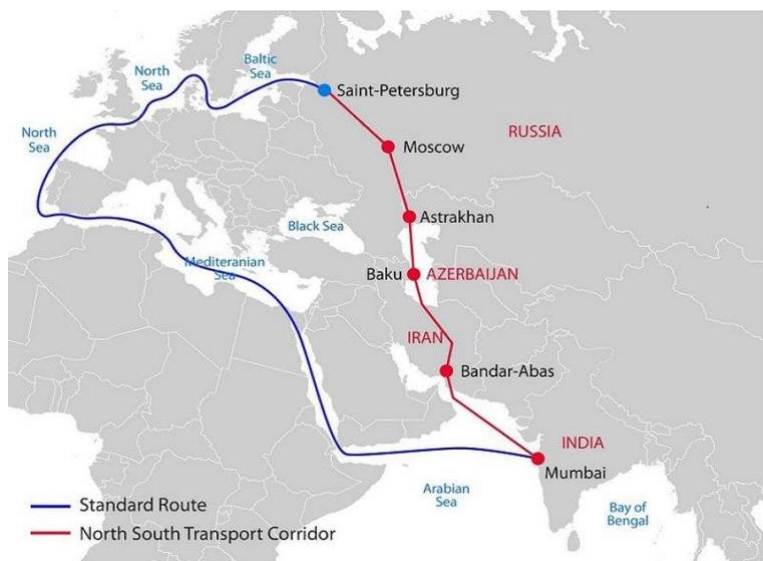 North
Sea
Baltic
Sea
Saint-Petersburg
North
Sea
Moscow
RUSSIA
Astrakhan
Black Sea
Mediteranian
Sea
Baku
AZERBAIJAN
IRAN
Bandar-Abas
INDIA
Mumbai
Arabian
Sea
Bay of
Bengal
Standard Route
North South Transport Corridor